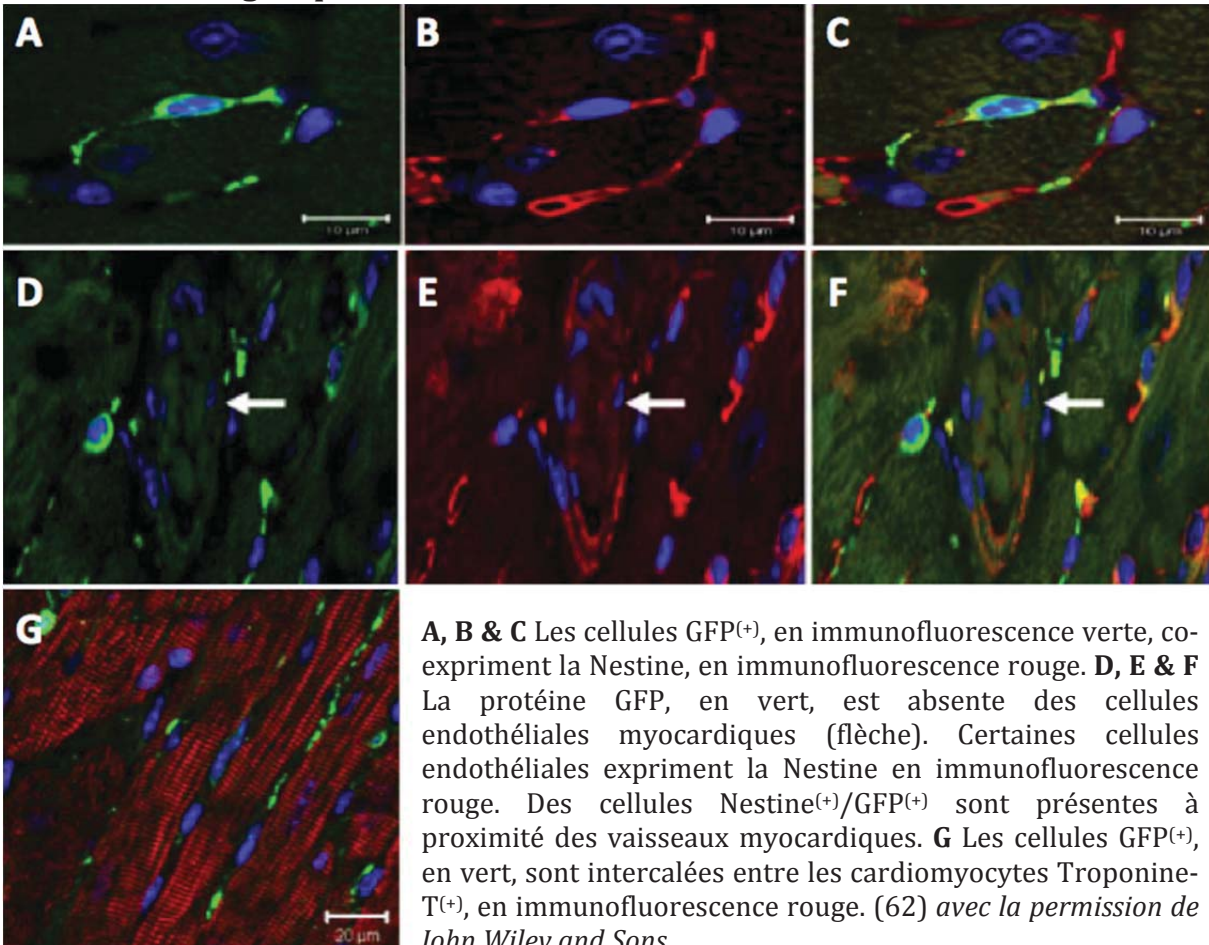 A
B
C
10 µm
10 µm
10 µm
D
E
F
G
20 µm
A, B & C Les cellules GFP(+), en immunofluorescence verte, co-
expriment la Nestine, en immunofluorescence rouge. D, E & F
La protéine GFP, en vert, est absente des cellules
endothéliales myocardiques (flèche). Certaines cellules
endothéliales expriment la Nestine en immunofluorescence
rouge. Des cellules Nestine(+)/GFP(+) sont présentes à
proximité des vaisseaux myocardiques. G Les cellules GFP(+),
en vert, sont intercalées entre les cardiomyocytes Troponine-
T(+), en immunofluorescence rouge. (62) avec la permission de
John Wiley and Sons